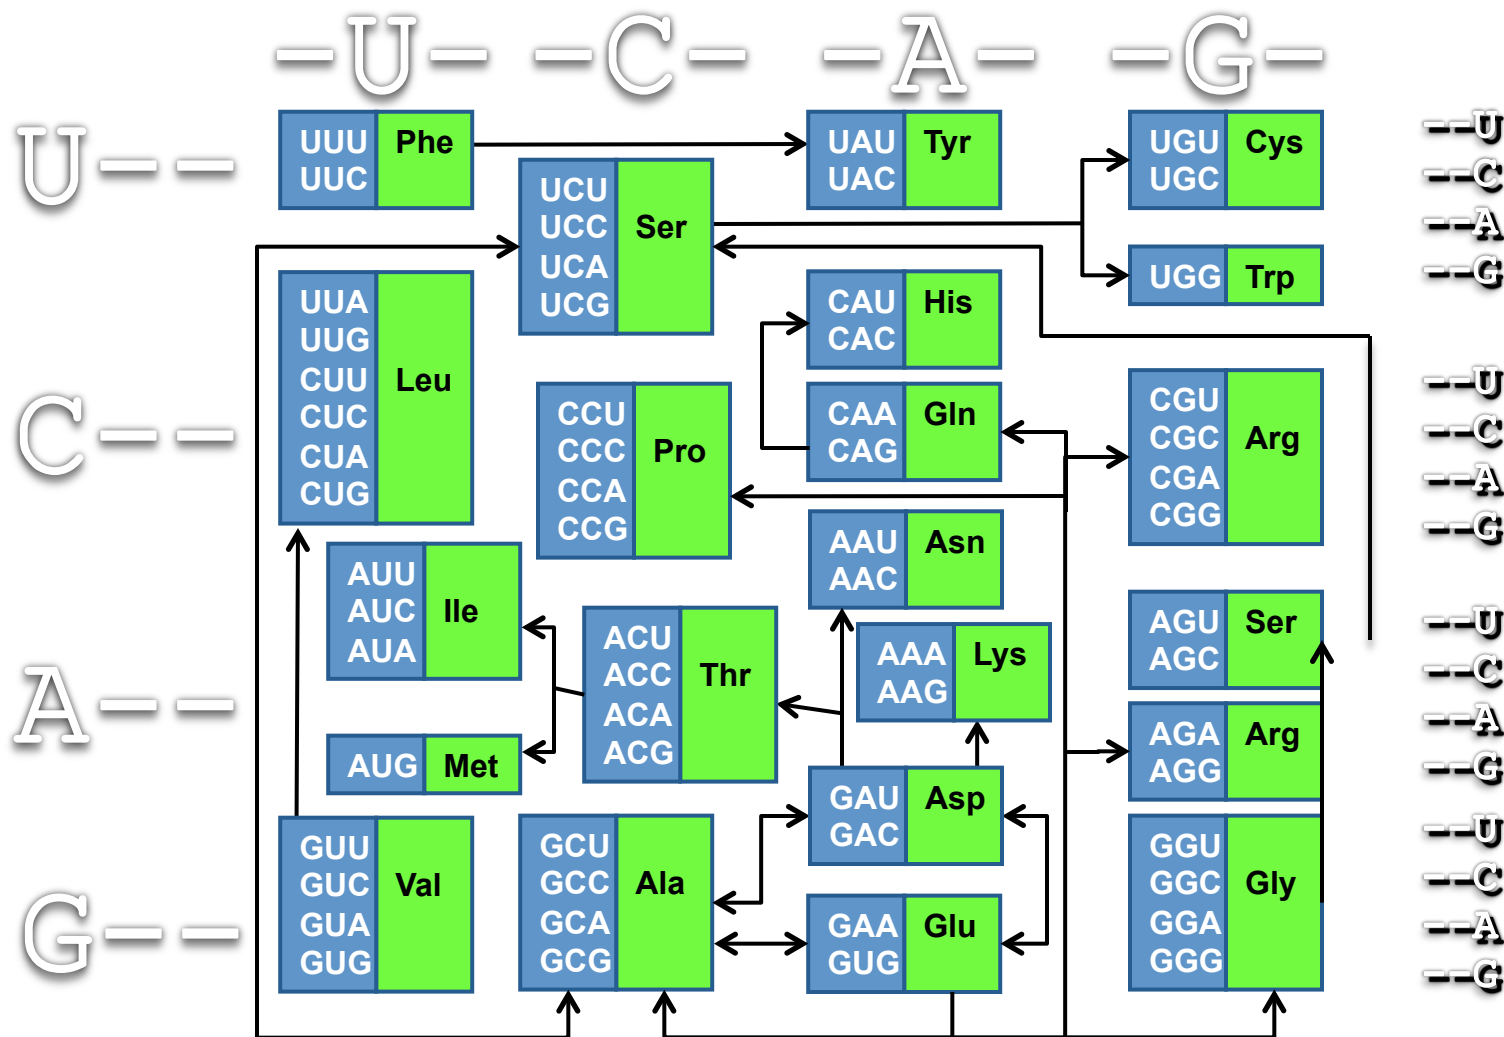 -U- -C- -A- -G-
U--
C--
A--
G--
UUU Phe
UUC
UCU
UCC Ser
UCA
UCG
UAU Tyr
UAC
UGU Cys
UGC
UGG Trp
UUA
UUG
CUU Leu
CUC
CUA
CUG
CCU
CCC Pro
CCA
CCG
CAU His
CAC
CAA Gln
CAG
CGU
CGC Arg
CGA
CGG
AUU
AUC Ile
AUA
AUG Met
ACU
ACC Thr
ACA
ACG
AAU Asn
AAC
AAA Lys
AAG
AGU Ser
AGC
AGA Arg
AGG
GUU
GUC Val
GUA
GUG
GCU
GCC Ala
GCA
GCG
GAU Asp
GAC
GAA Glu
GUG
GGU
GGC Gly
GGA
GGG
--U
--C
--A
--G
--U
--C
--A
--G
--U
--C
--A
--G
--U
--C
--A
--G